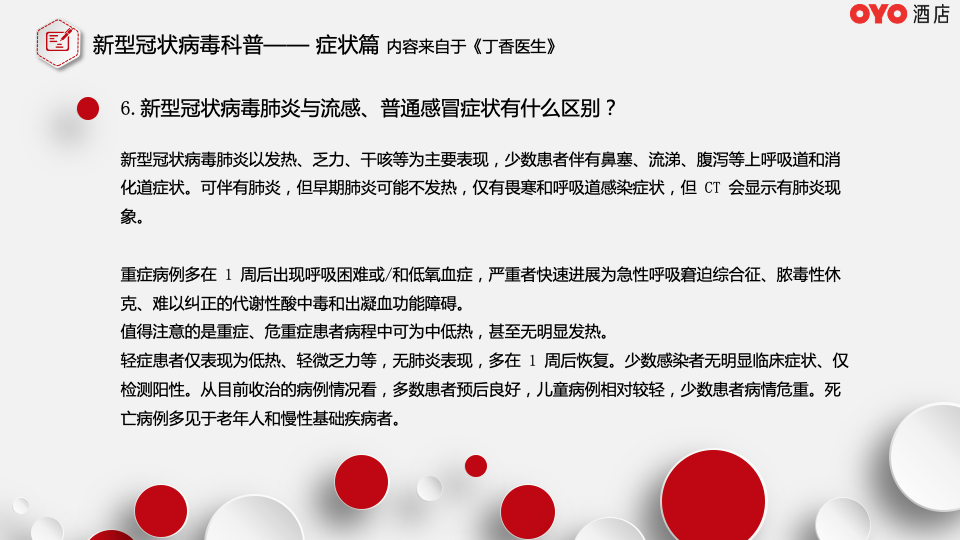 OYO 酒店
新型冠状病毒科普—— 症状篇 内容来自于《丁香医生》
6.新型冠状病毒肺炎与流感、普通感冒症状有什么区别？
新型冠状病毒肺炎以发热、乏力、干咳等为主要表现，少数患者伴有鼻塞、流涕、腹泻等上呼吸道和消
化道症状。可伴有肺炎，但早期肺炎可能不发热，仅有畏寒和呼吸道感染症状，但 CT 会显示有肺炎现
象。
重症病例多在 1 周后出现呼吸困难或/和低氧血症，严重者快速进展为急性呼吸窘迫综合征、脓毒性休
克、难以纠正的代谢性酸中毒和出凝血功能障碍。
值得注意的是重症、危重症患者病程中可为中低热，甚至无明显发热。
轻症患者仅表现为低热、轻微乏力等，无肺炎表现，多在 1 周后恢复。少数感染者无明显临床症状、仅
检测阳性。从目前收治的病例情况看，多数患者预后良好，儿童病例相对较轻，少数患者病情危重。死
亡病例多见于老年人和慢性基础疾病者。